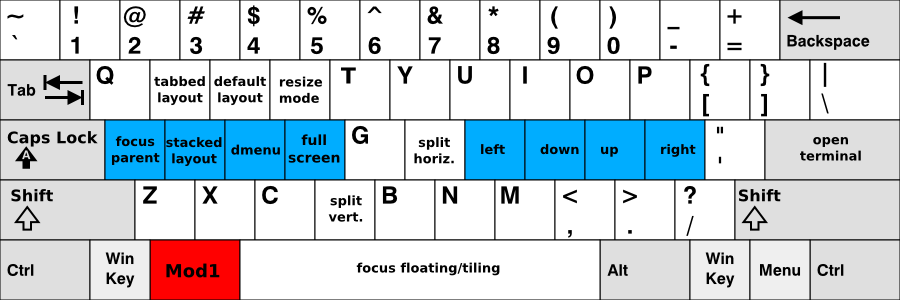 ~ ! @ # $ % ^ & * ( ) _ +
` 1 2 3 4 5 6 7 8 9 0 - = Backspace
Tab Q tabbed layout default layout resize mode T Y U I O P { [ } ] | \
Caps Lock A focus parent stacked layout dmenu full screen G split horiz. left down up right " ' open terminal
Shift Z X C split vert. B N M < , > . ? / Shift
Ctrl Win Key Mod1 focus floating/tiling Alt Win Key Menu Ctrl